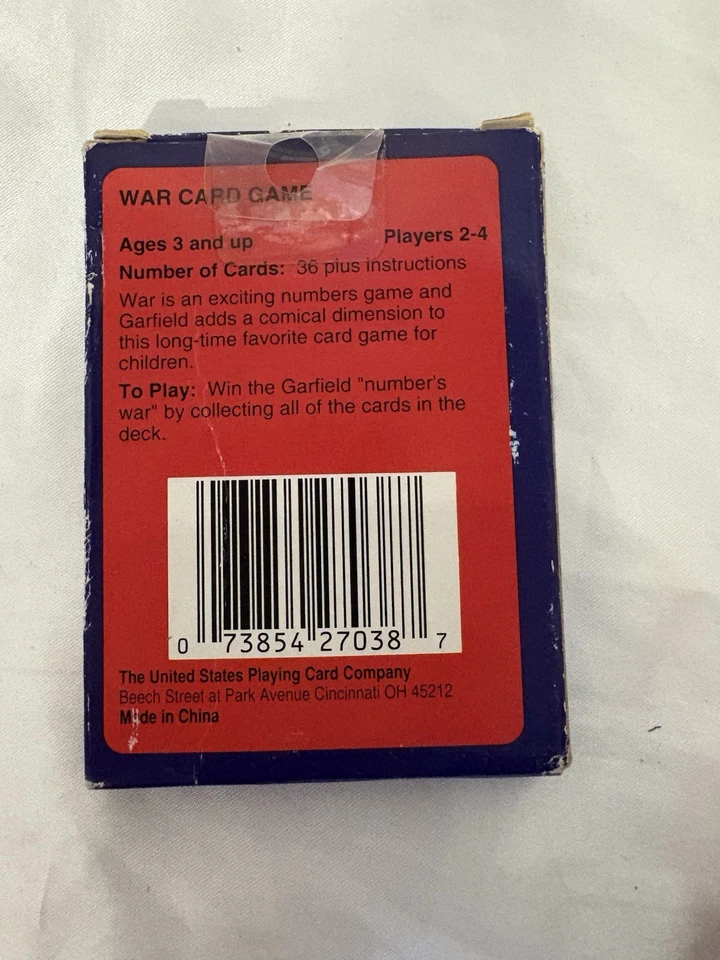 WAR CARD GAME
Ages 3 and up Players 2-4
Number of Cards: 36 plus instructions
War is an exciting numbers game and
Garfield adds a comical dimension to
this long-time favorite card game for
children.
To Play: Win the Garfield "number's
war" by collecting all of the cards in the
deck.
0 73854 27038 7
The United States Playing Card Company
Beech Street at Park Avenue Cincinnati OH 45212
Made in China